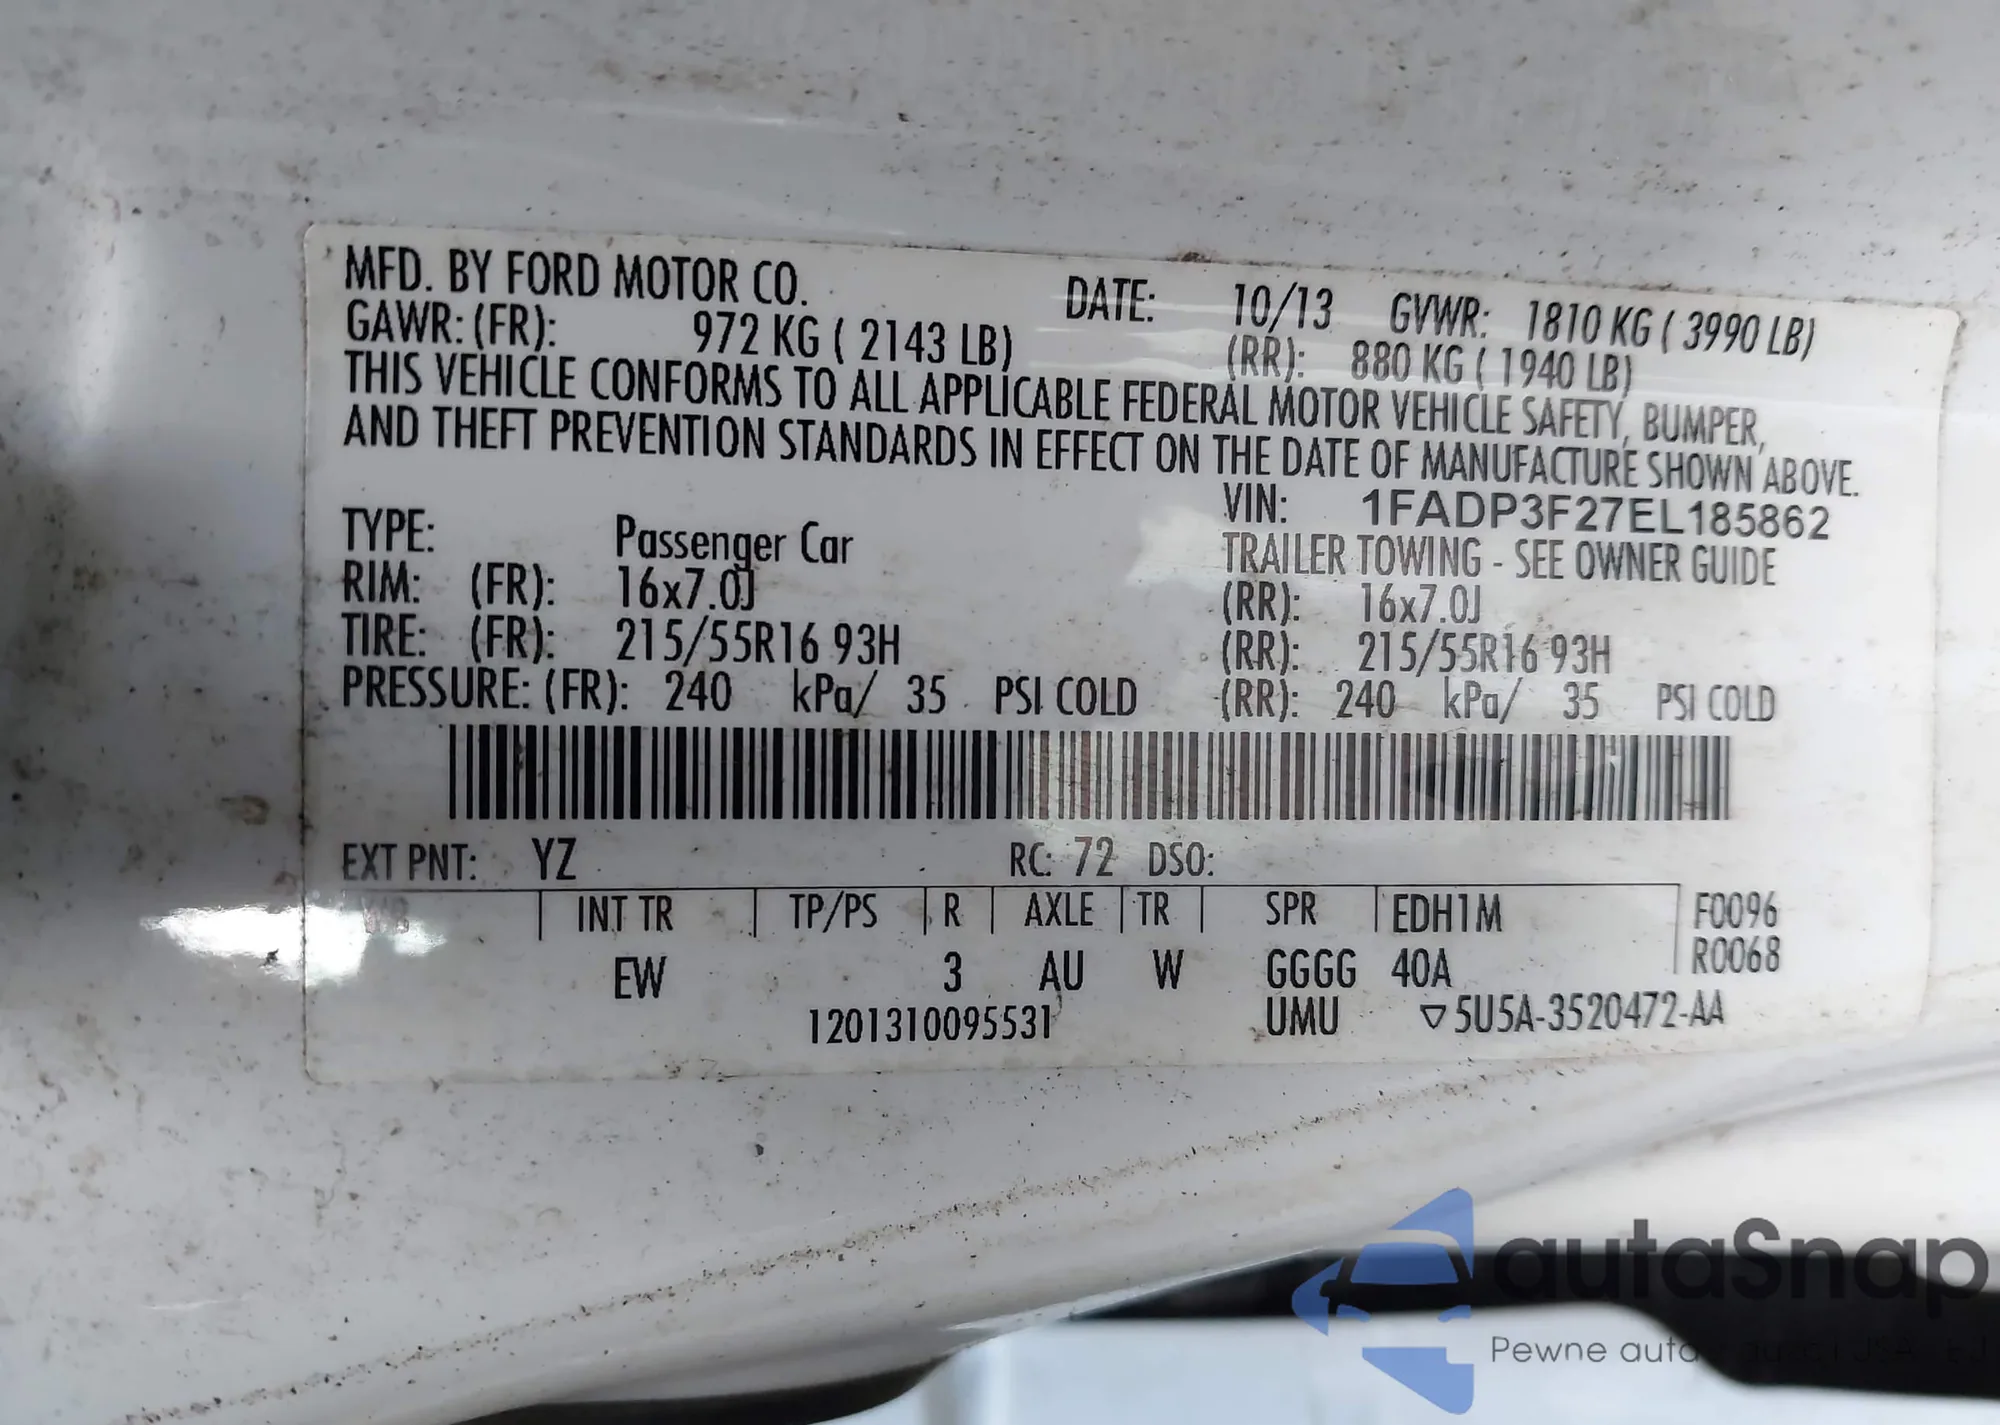 MFD. BY FORD MOTOR CO. DATE: 10/13 GVWR: 1810 KG ( 3990 LB)
GAWR: (FR): 972 KG ( 2143 LB) (RR): 880 KG ( 1940 LB)
THIS VEHICLE CONFORMS TO ALL APPLICABLE FEDERAL MOTOR VEHICLE SAFETY, BUMPER,
AND THEFT PREVENTION STANDARDS IN EFFECT ON THE DATE OF MANUFACTURE SHOWN ABOVE.
VIN: 1FADP3F27EL185862
TYPE: Passenger Car TRAILER TOWING - SEE OWNER GUIDE
RIM: (FR): 16x7.0J (RR): 16x7.0J
TIRE: (FR): 215/55R16 93H (RR): 215/55R16 93H
PRESSURE: (FR): 240 kPa/ 35 PSI COLD (RR): 240 kPa/ 35 PSI COLD
EXT PNT: YZ RC: 72 DSO:
WB INT TR TP/PS R AXLE TR SPR EDH1M F0096
R0068
EW 3 AU W GGGG 40A
1201310095531 UMU ▽5U5A-3520472-AA
autaSnap
Pewne auta z